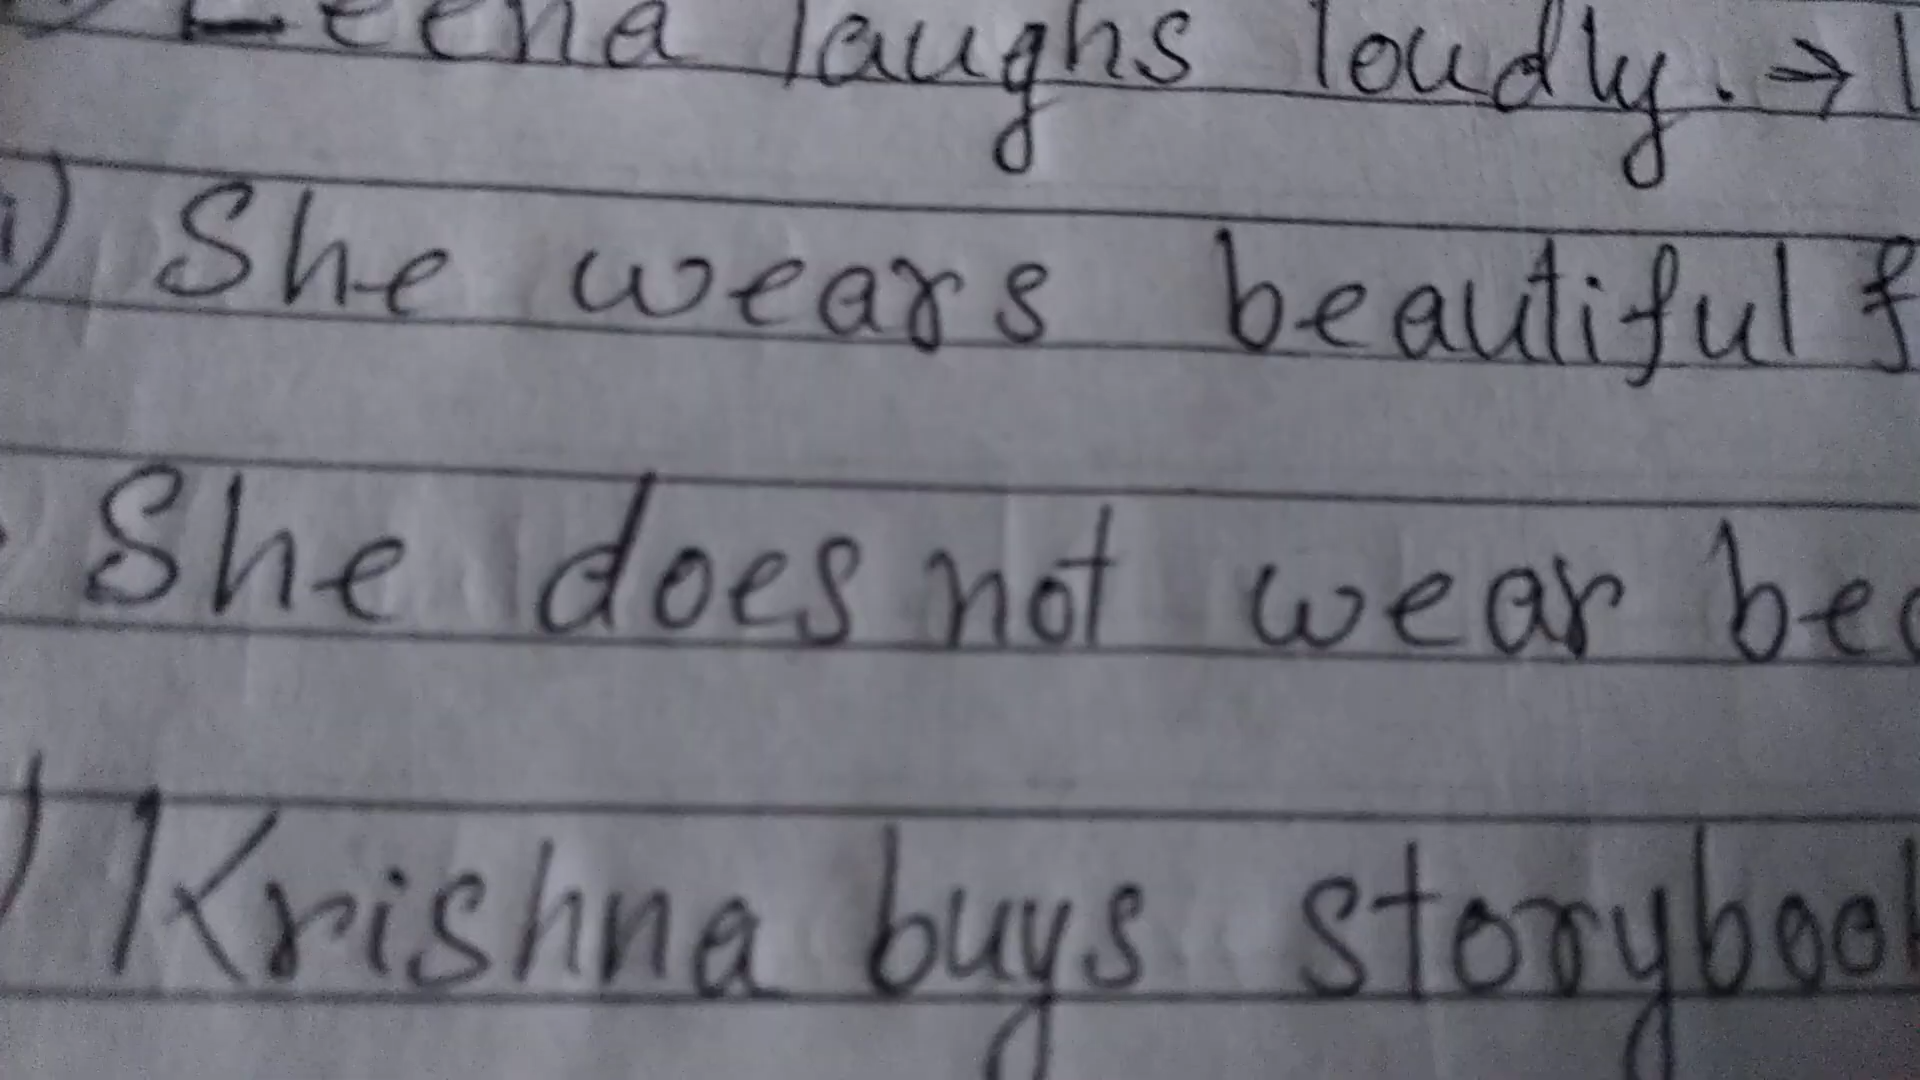 Leena laughs loudly. →
i) She wears beautiful
She does not wear
) Krishna buys